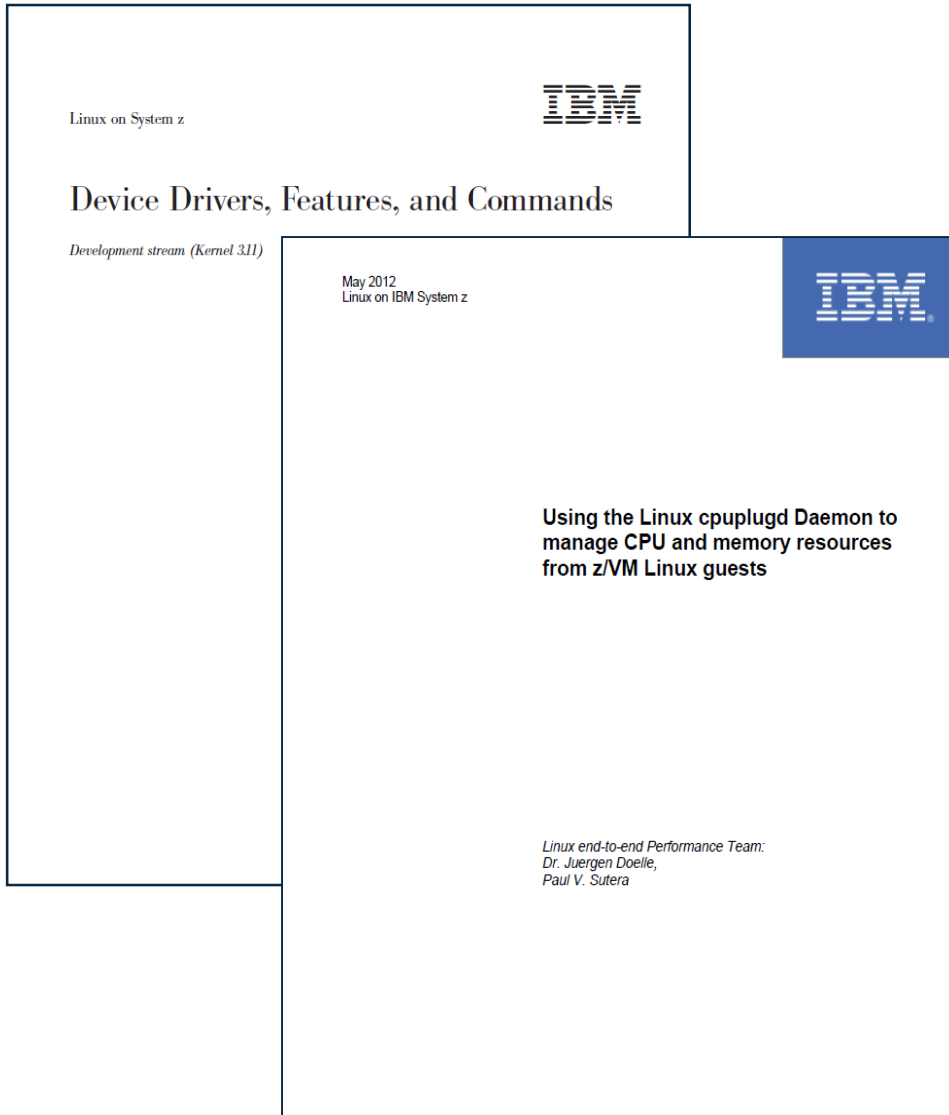 Linux on System z
IBM
Device Drivers, Features, and Commands
Development stream (Kernel 3.11)
May 2012
Linux on IBM System z
IBM®
Using the Linux cpuplugd Daemon to
manage CPU and memory resources
from z/VM Linux guests
Linux end-to-end Performance Team:
Dr. Juergen Doelle,
Paul V. Sutera